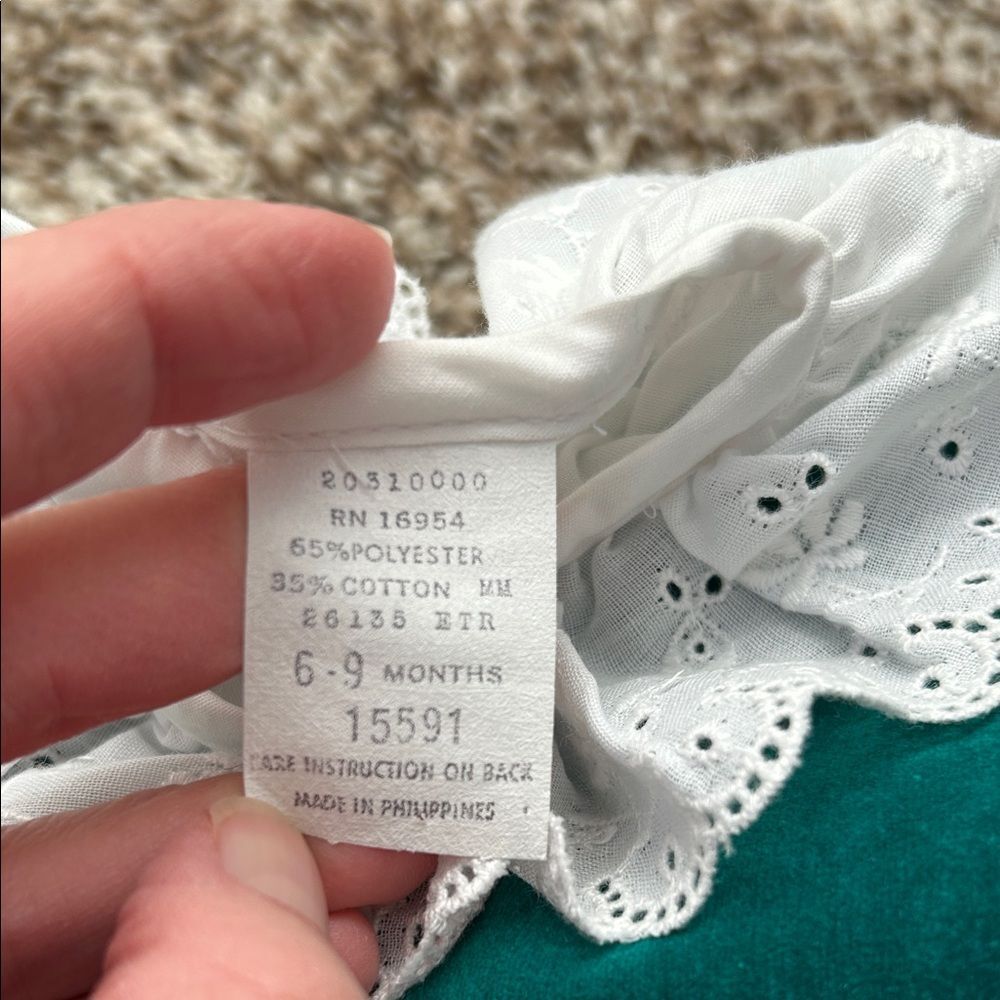 20310000
RN 16954
65%POLYESTER
35% COTTON MM
26135 ETR
6-9 MONTHS
15591
CARE INSTRUCTION ON BACK
MADE IN PHILIPPINES